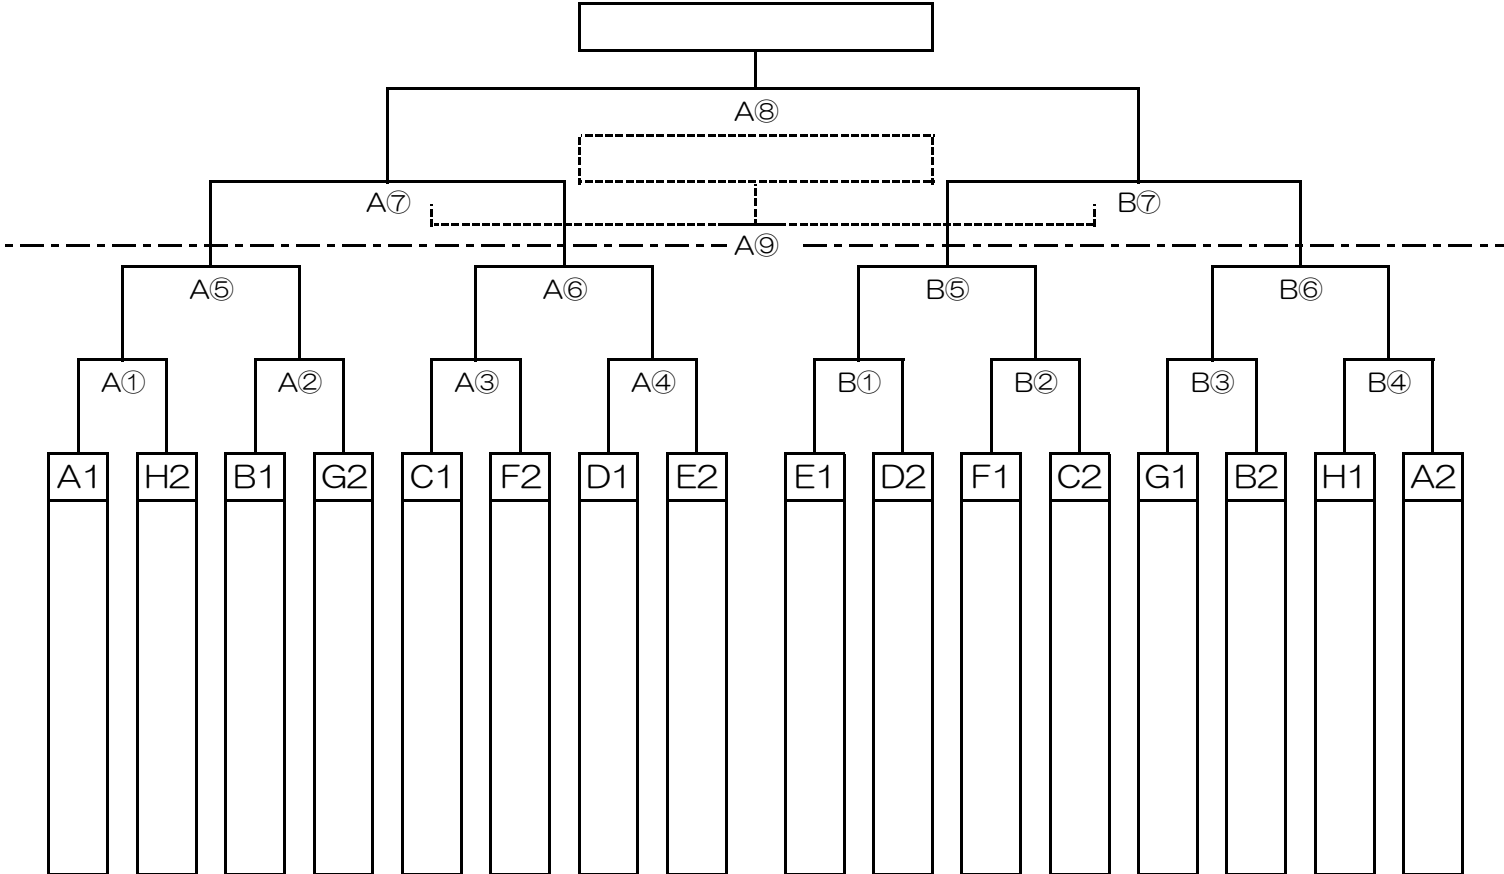 A⑧
A⑦ B⑦
A⑨
A⑤ A⑥ B⑤ B⑥
A① A② A③ A④ B① B② B③ B④
A1 H2 B1 G2 C1 F2 D1 E2 E1 D2 F1 C2 G1 B2 H1 A2